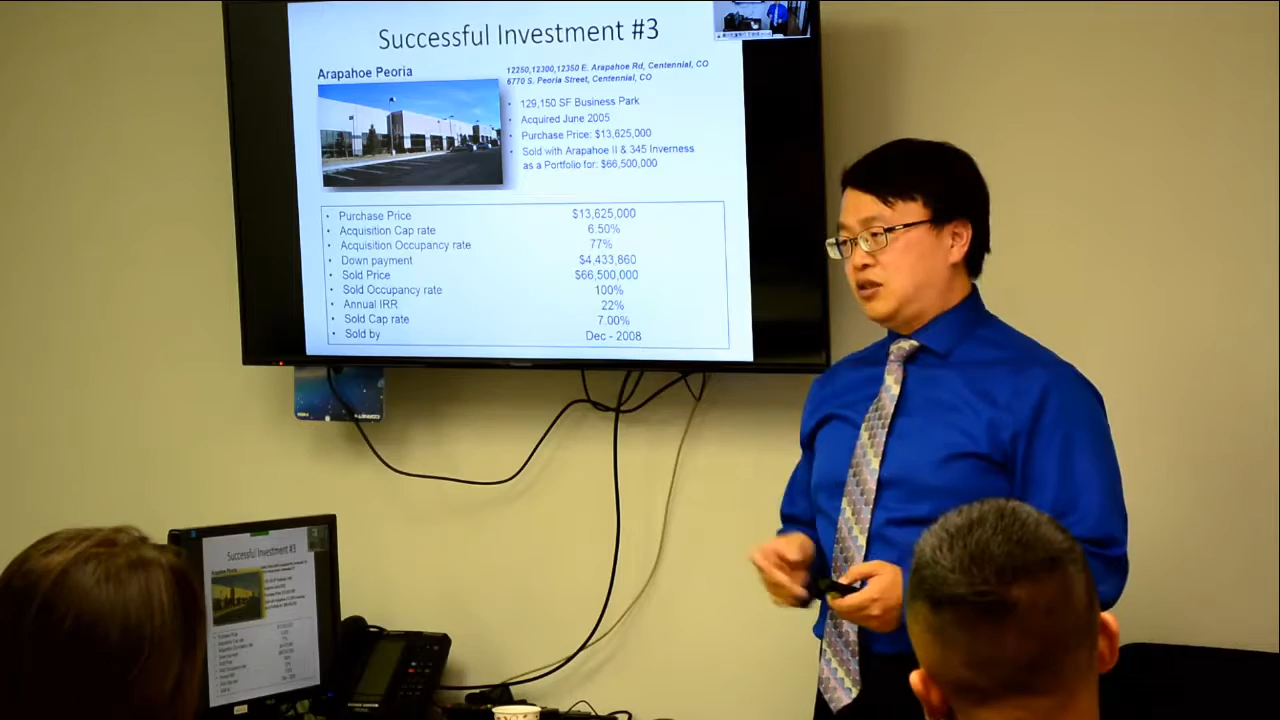 Successful Investment #3
Arapahoe Peoria
12250,12300,12350 E. Arapahoe Rd, Centennial, CO
6770 S. Peoria Street, Centennial, CO
• 129,150 SF Business Park
• Acquired June 2005
• Purchase Price: $13,625,000
• Sold with Arapahoe II & 345 Inverness
as a Portfolio for: $66,500,000
• Purchase Price $13,625,000
• Acquisition Cap rate 6.50%
• Acquisition Occupancy rate 77%
• Down payment $4,433,860
• Sold Price $66,500,000
• Sold Occupancy rate 100%
• Annual IRR 22%
• Sold Cap rate 7.00%
• Sold by Dec - 2008
Successful Investment #3